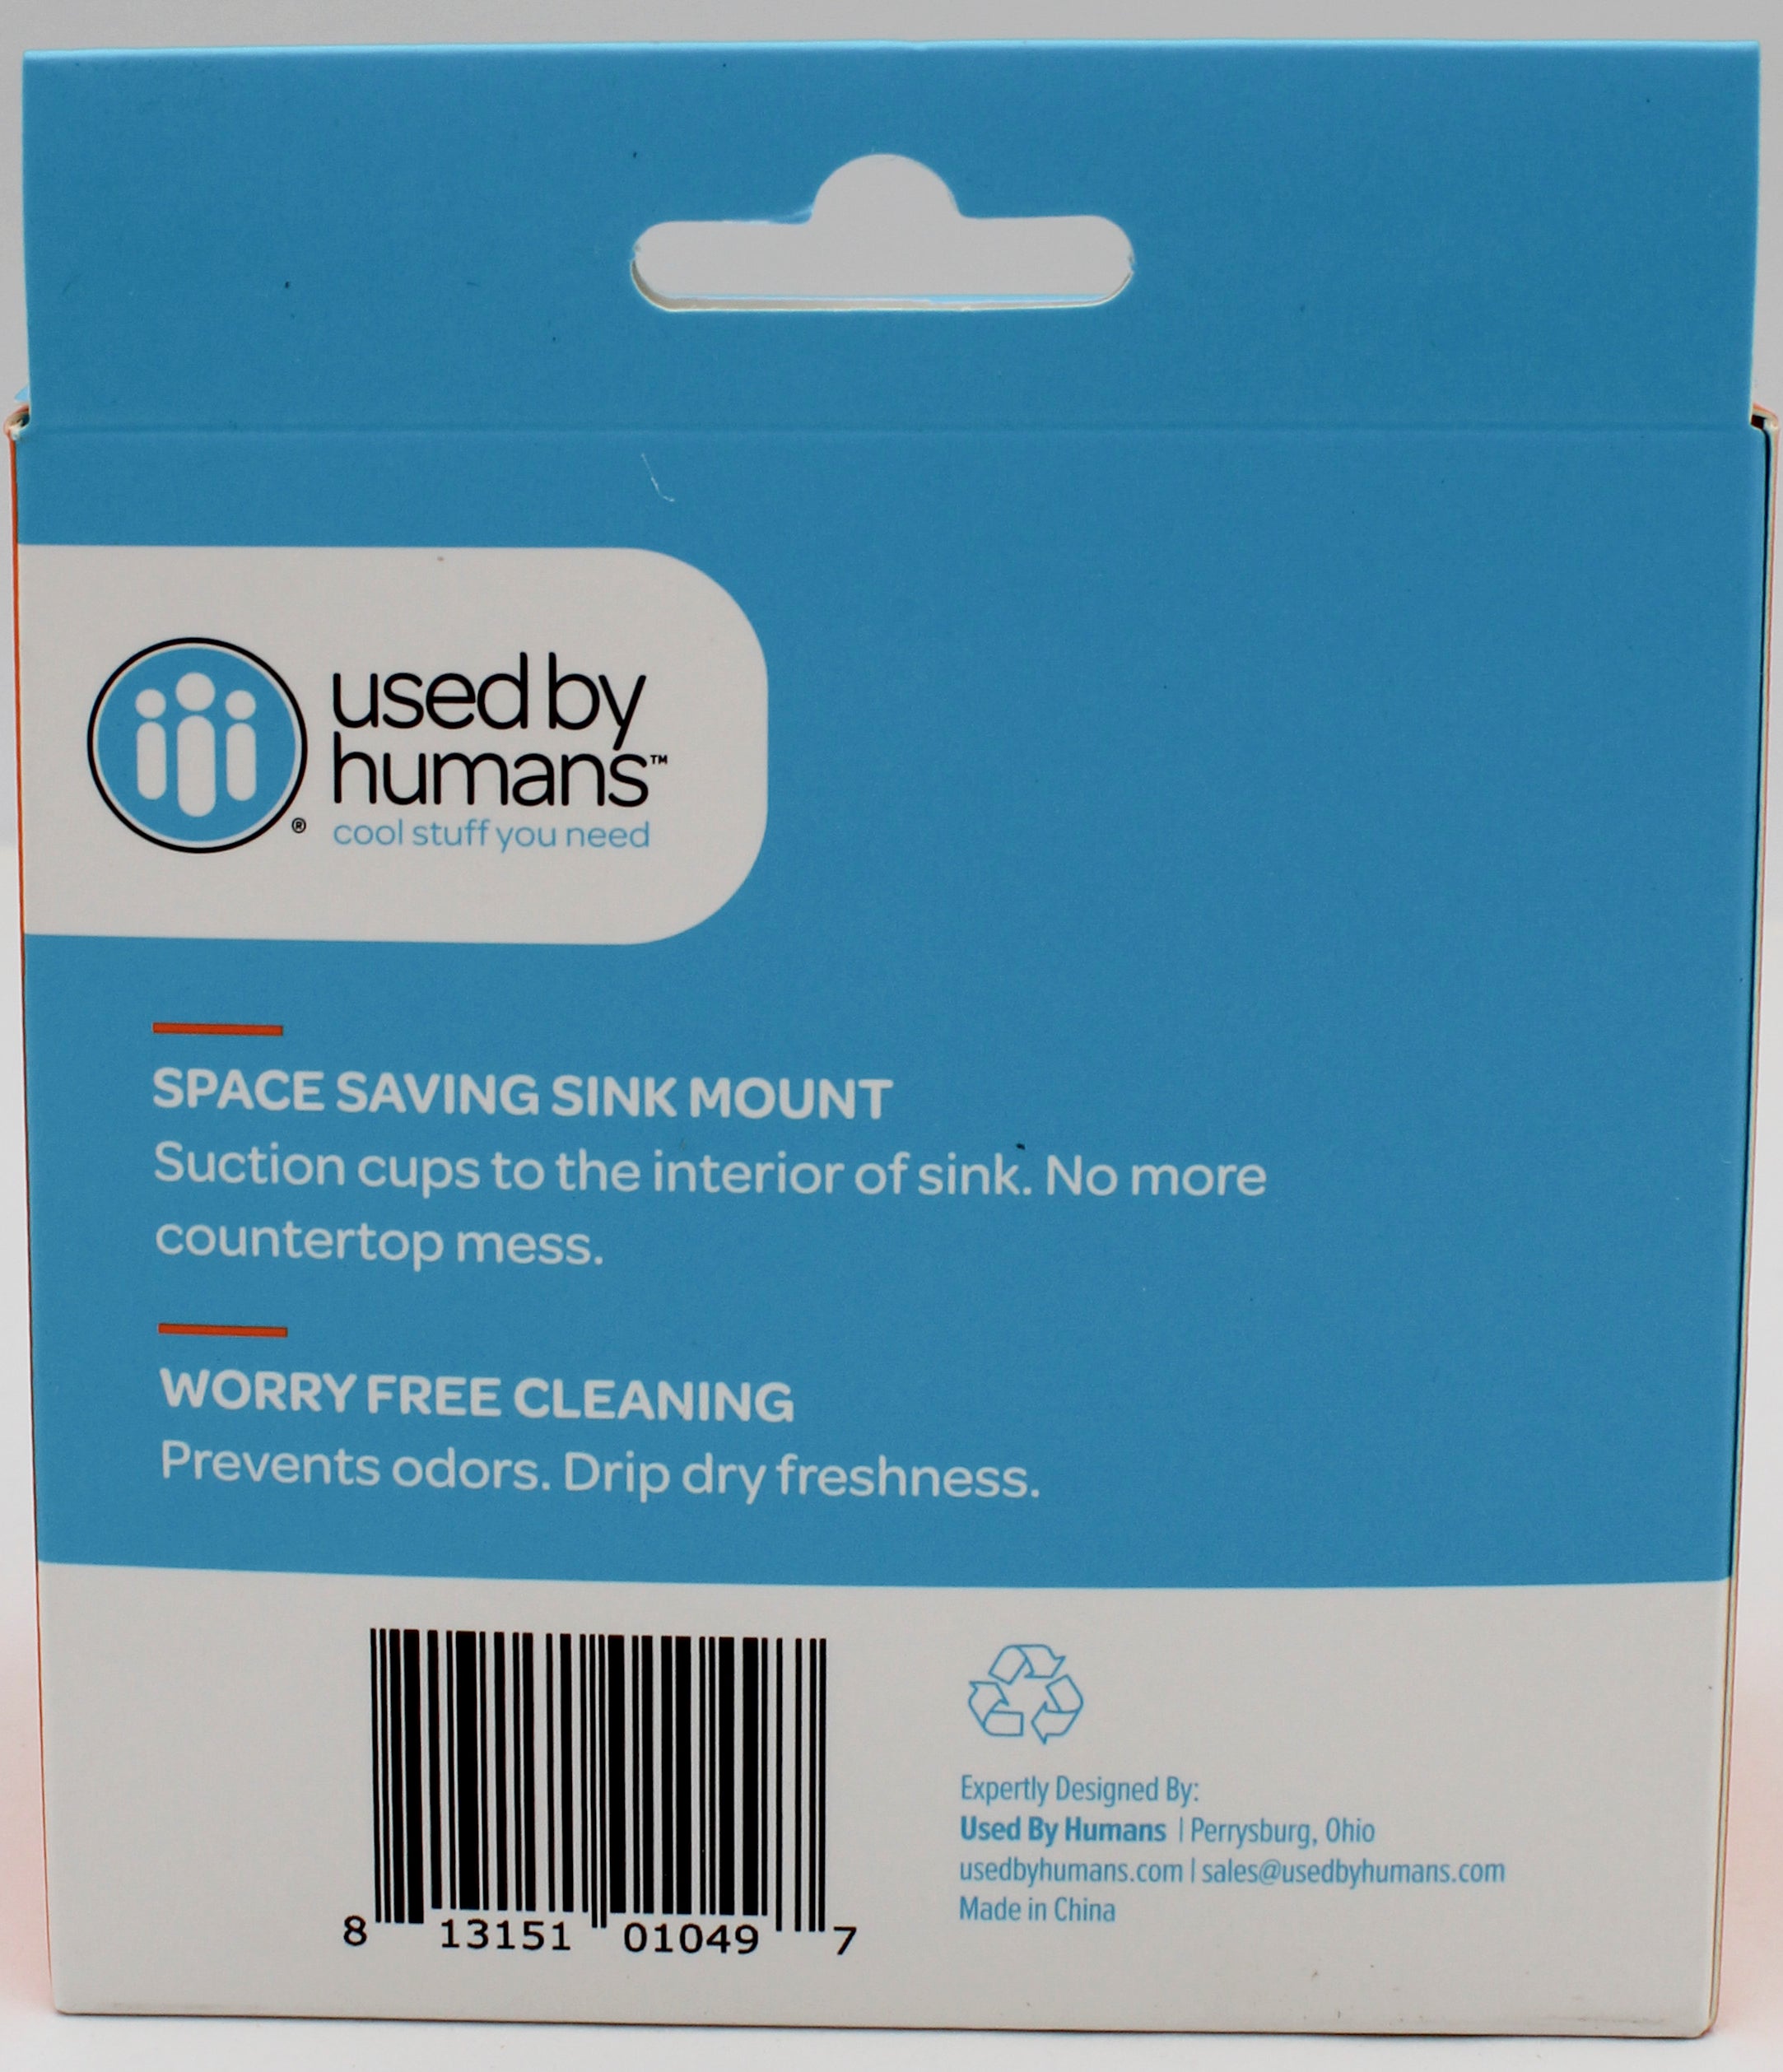 used by
humans™
®
cool stuff you need
SPACE SAVING SINK MOUNT
Suction cups to the interior of sink. No more
countertop mess.
WORRY FREE CLEANING
Prevents odors. Drip dry freshness.
8 13151 01049 7
Expertly Designed By:
Used By Humans | Perrysburg, Ohio
usedbyhumans.com | sales@usedbyhumans.com
Made in China